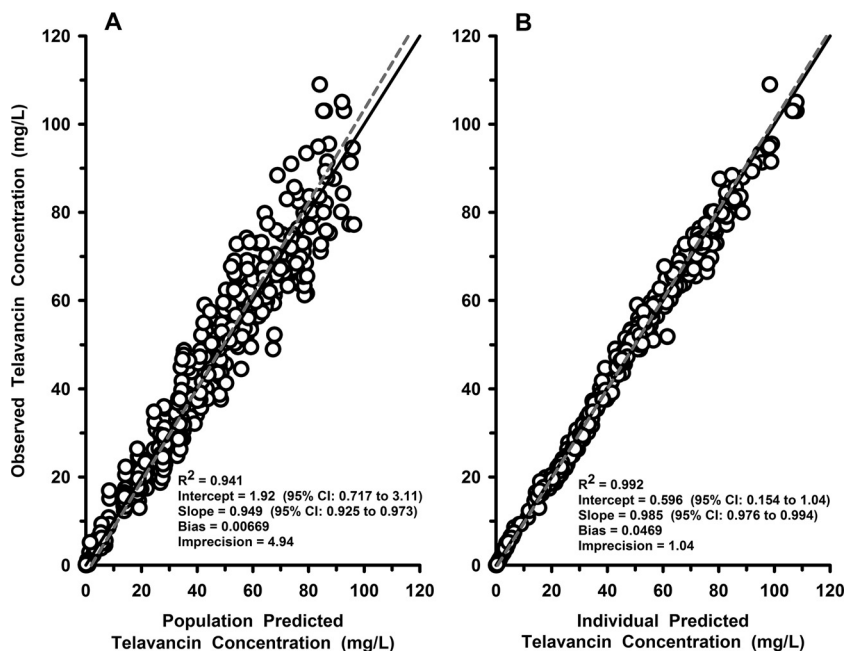 A
B
Observed Telavancin Concentration (mg/L)
120
100
80
60
40
20
0
R2 = 0.941
Intercept = 1.92 (95% CI: 0.717 to 3.11)
Slope = 0.949 (95% CI: 0.925 to 0.973)
Bias = 0.00669
Imprecision = 4.94
0 20 40 60 80 100 120
Population Predicted
Telavancin Concentration (mg/L)
120
100
80
60
40
20
0
R2 = 0.992
Intercept = 0.596 (95% CI: 0.154 to 1.04)
Slope = 0.985 (95% CI: 0.976 to 0.994)
Bias = 0.0469
Imprecision = 1.04
0 20 40 60 80 100 120
Individual Predicted
Telavancin Concentration (mg/L)